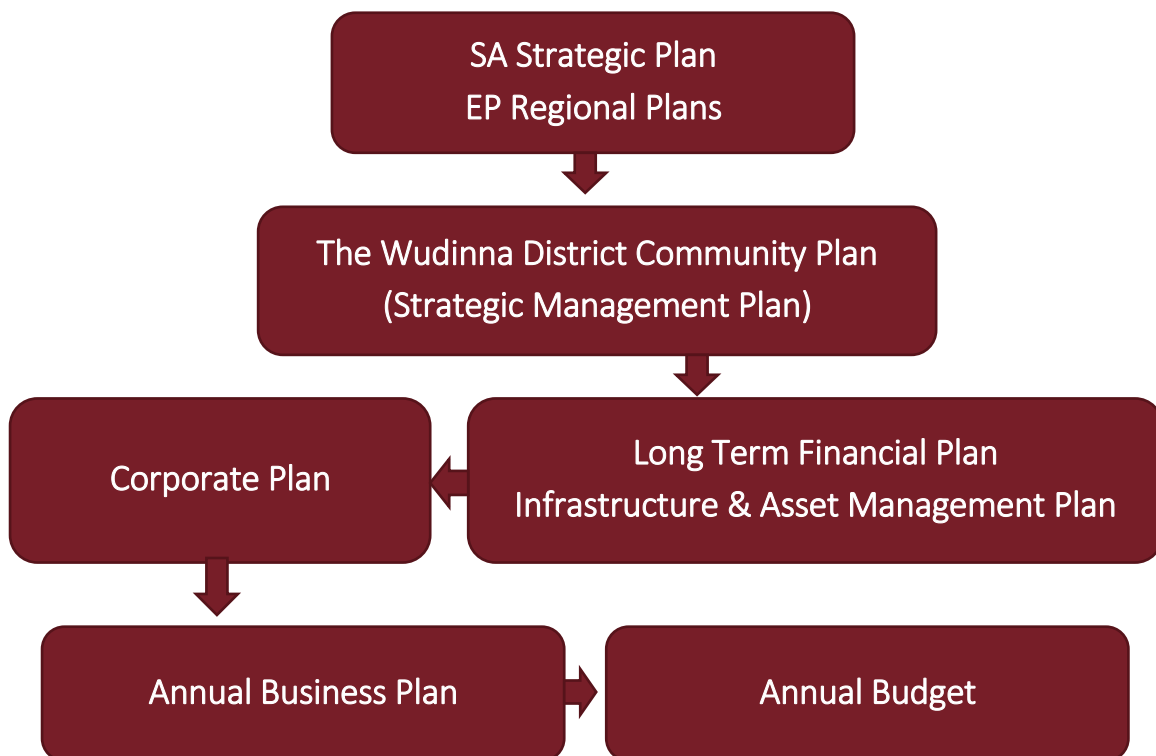 SA Strategic Plan
EP Regional Plans
The Wudinna District Community Plan
(Strategic Management Plan)
Corporate Plan
Long Term Financial Plan
Infrastructure & Asset Management Plan
Annual Business Plan
Annual Budget